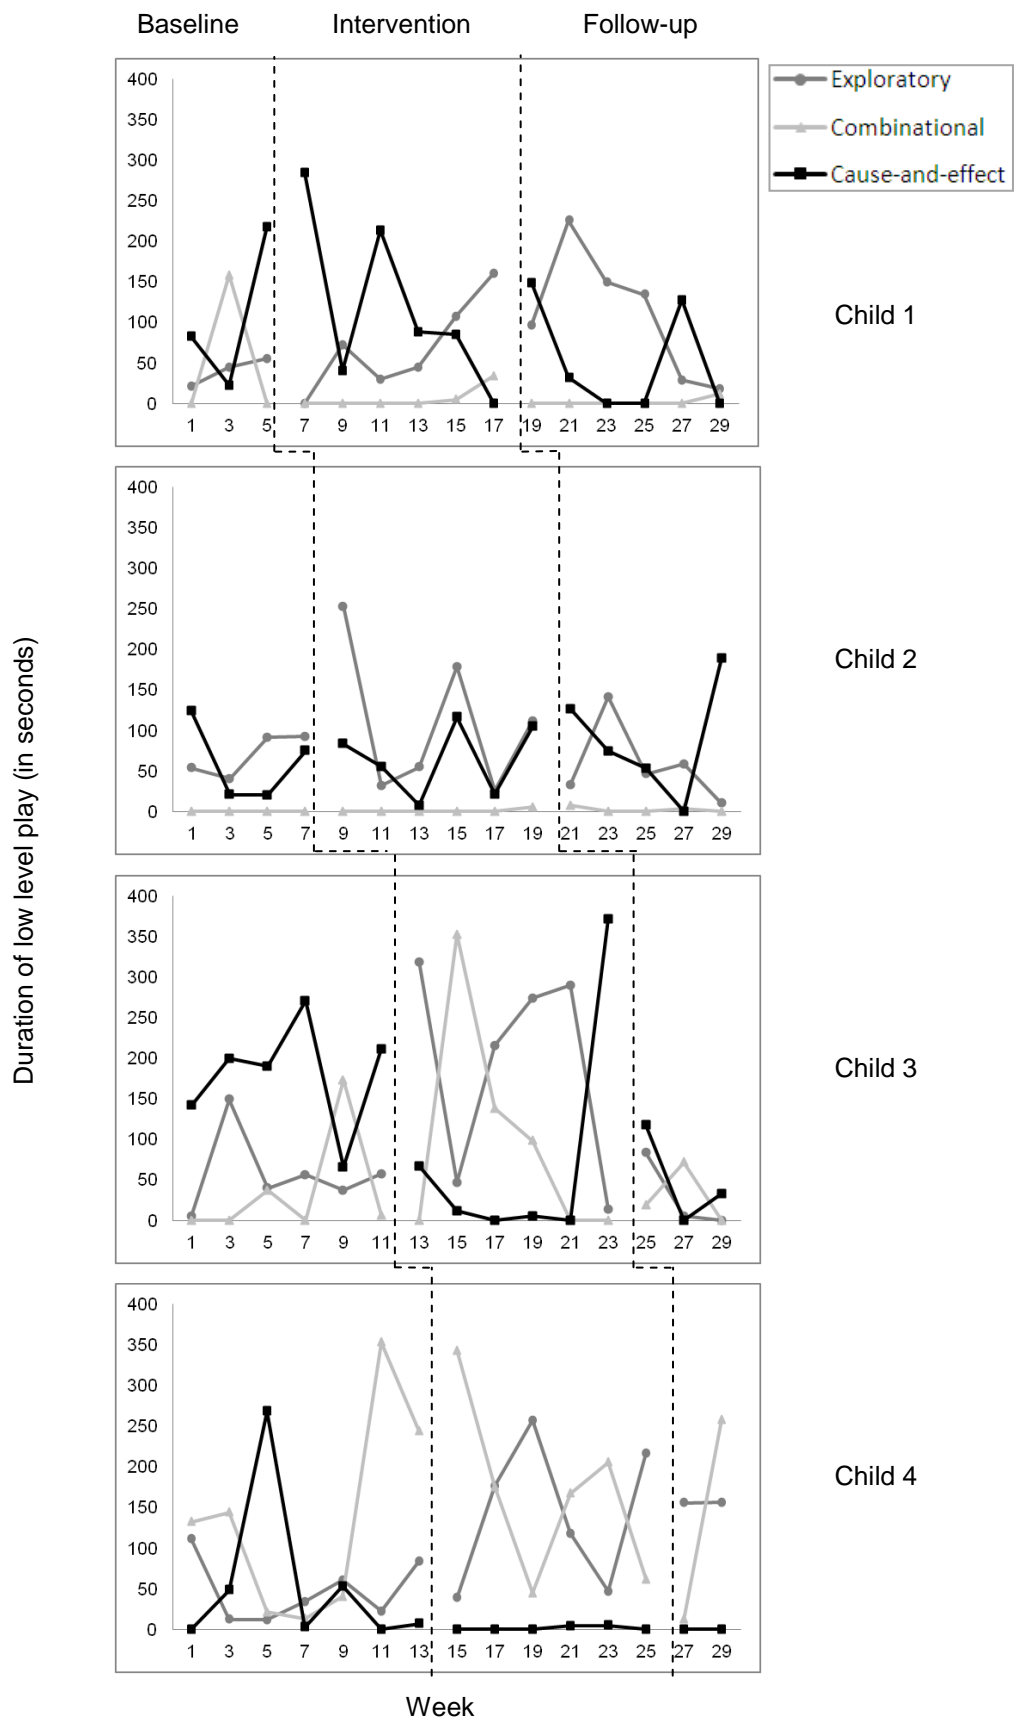 Baseline Intervention Follow-up
Exploratory
Combinational
Cause-and-effect
400
350
300
250
200
150
100
50
0
1 3 5 7 9 11 13 15 17 19 21 23 25 27 29
Child 1
400
350
300
250
200
150
100
50
0
1 3 5 7 9 11 13 15 17 19 21 23 25 27 29
Child 2
Duration of low level play (in seconds)
400
350
300
250
200
150
100
50
0
1 3 5 7 9 11 13 15 17 19 21 23 25 27 29
Child 3
400
350
300
250
200
150
100
50
0
1 3 5 7 9 11 13 15 17 19 21 23 25 27 29
Child 4
Week